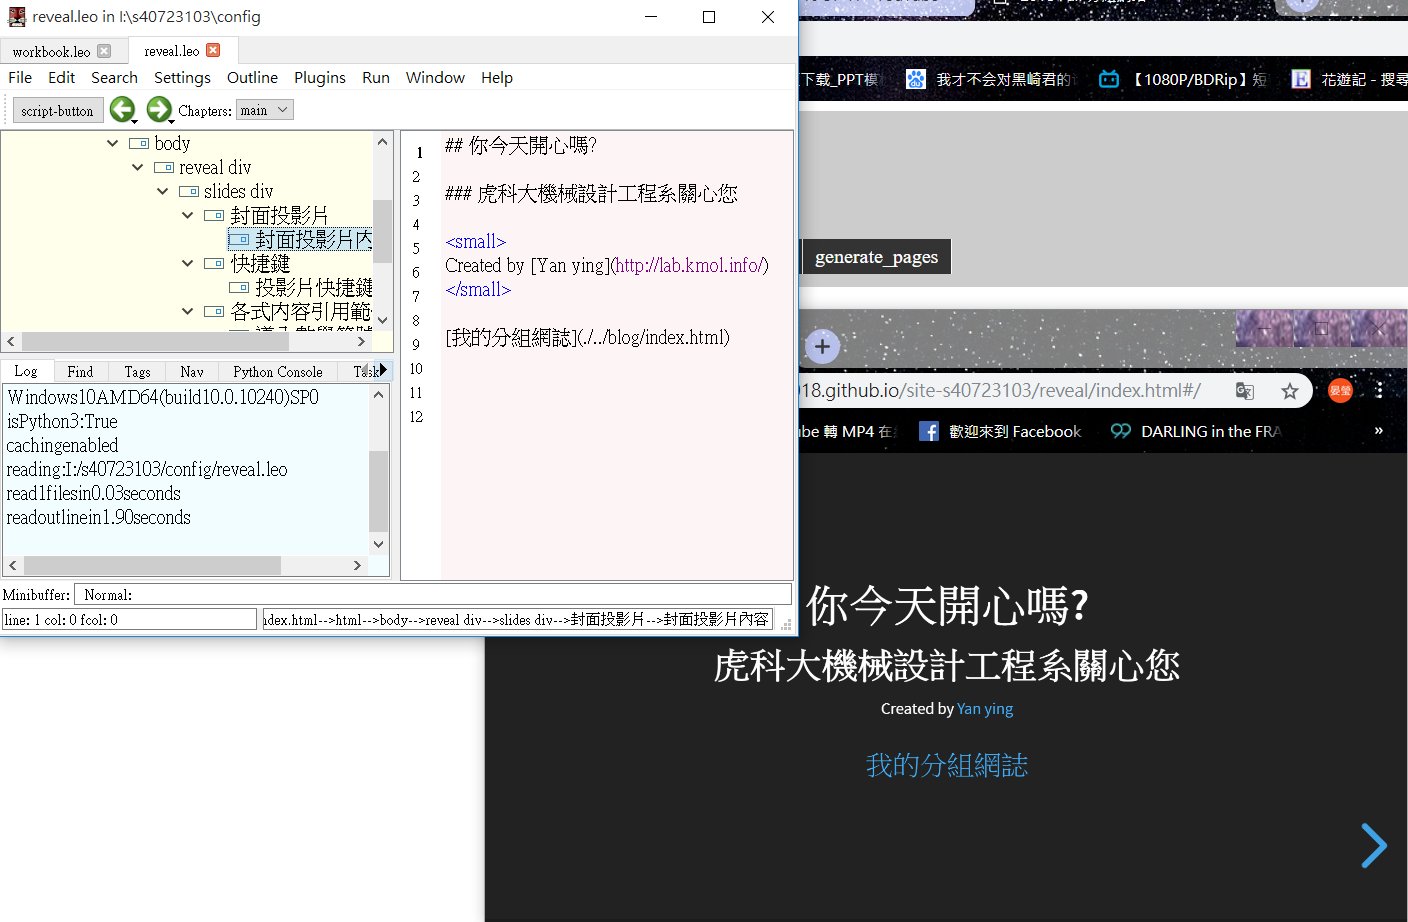 reveal.leo in I:\s40723103\config
workbook.leo
reveal.leo
File Edit Search Settings Outline Plugins Run Window Help
script-button
Chapters: main
body
reveal div
slides div
封面投影片
封面投影片內
快捷鍵
投影片快捷鍵
各式內容引用範
Log Find Tags Nav Python Console Task
Windows10AMD64(build10.0.10240)SP0
isPython3:True
cachingenabled
reading:I:/s40723103/config/reveal.leo
read1filesin0.03seconds
readoutlinein1.90seconds
1
2
3
4
5
6
7
8
9
10
11
12
## 你今天開心嗎?
### 虎科大機械設計工程系關心您
<small>
Created by [Yan ying](http://lab.kmol.info/)
</small>
[我的分組網誌](./../blog/index.html)
Minibuffer: Normal:
line: 1 col: 0 fcol: 0
ndex.html-->html-->body-->reveal div-->slides div-->封面投影片-->封面投影片內容
下载_PPT模
我才不会对黑崎君的
【1080P/BDRip】短
花遊記 - 搜尋
generate_pages
018.github.io/site-s40723103/reveal/index.html#/
晏瑩
ube 轉 MP4 在
歡迎來到 Facebook
DARLING in the FRA
»
你今天開心嗎?
虎科大機械設計工程系關心您
Created by Yan ying
我的分組網誌